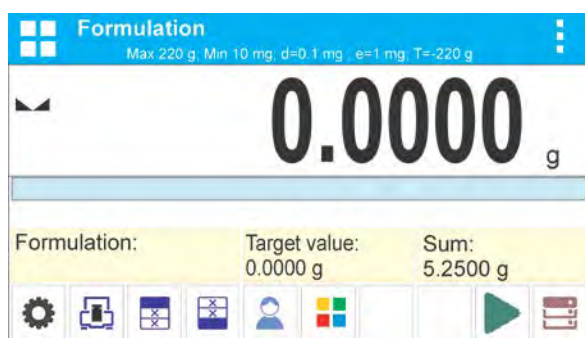 Formulation
Max 220 g; Min 10 mg; d=0.1 mg ; e=1 mg; T=-220 g
0.0000 g
Formulation: Target value: Sum:
0.0000 g 5.2500 g